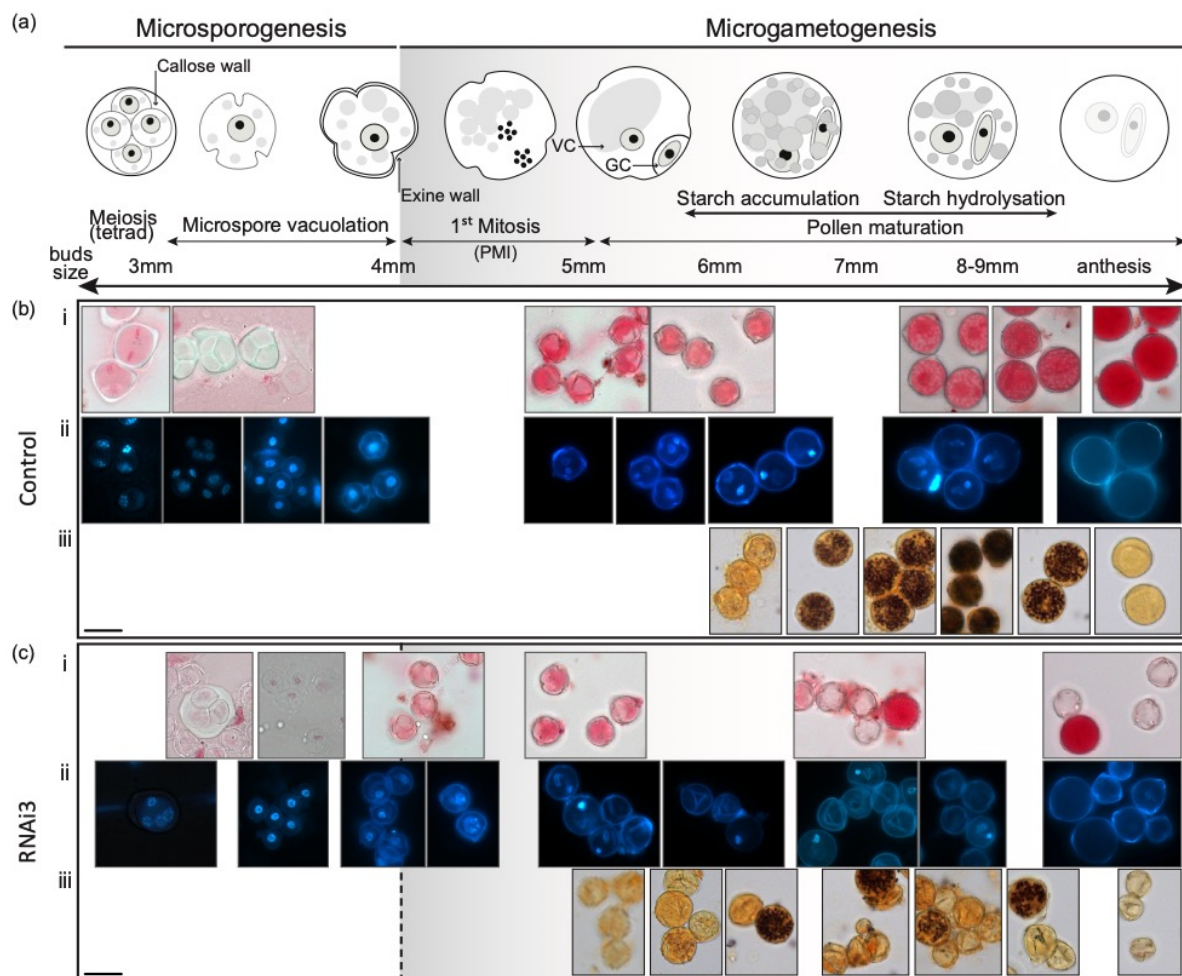 (a)
Microsporogenesis
Microgametogenesis
Callose wall
VC
GC
Exine wall
Starch accumulation
Starch hydrolysation
Meiosis
(tetrad)
Microspore vacuolation
1st Mitosis
(PMI)
Pollen maturation
buds
size
3mm
4mm
5mm
6mm
7mm
8-9mm
anthesis
(b)
i
ii
iii
Control
(c)
i
ii
iii
RNAi3